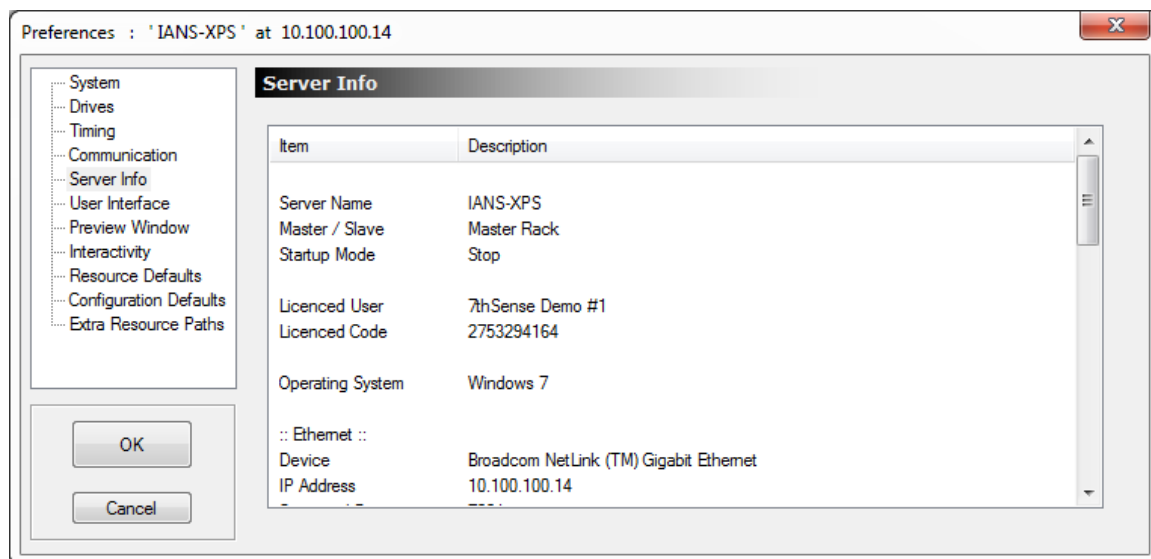 Preferences : 'IANS-XPS' at 10.100.100.14
System
Drives
Timing
Communication
Server Info
User Interface
Preview Window
Interactivity
Resource Defaults
Configuration Defaults
Extra Resource Paths
OK
Cancel
Server Info
Item Description
Server Name IANS-XPS
Master / Slave Master Rack
Startup Mode Stop
Licenced User 7thSense Demo #1
Licenced Code 2753294164
Operating System Windows 7
:: Ethernet ::
Device Broadcom NetLink (TM) Gigabit Ethernet
IP Address 10.100.100.14